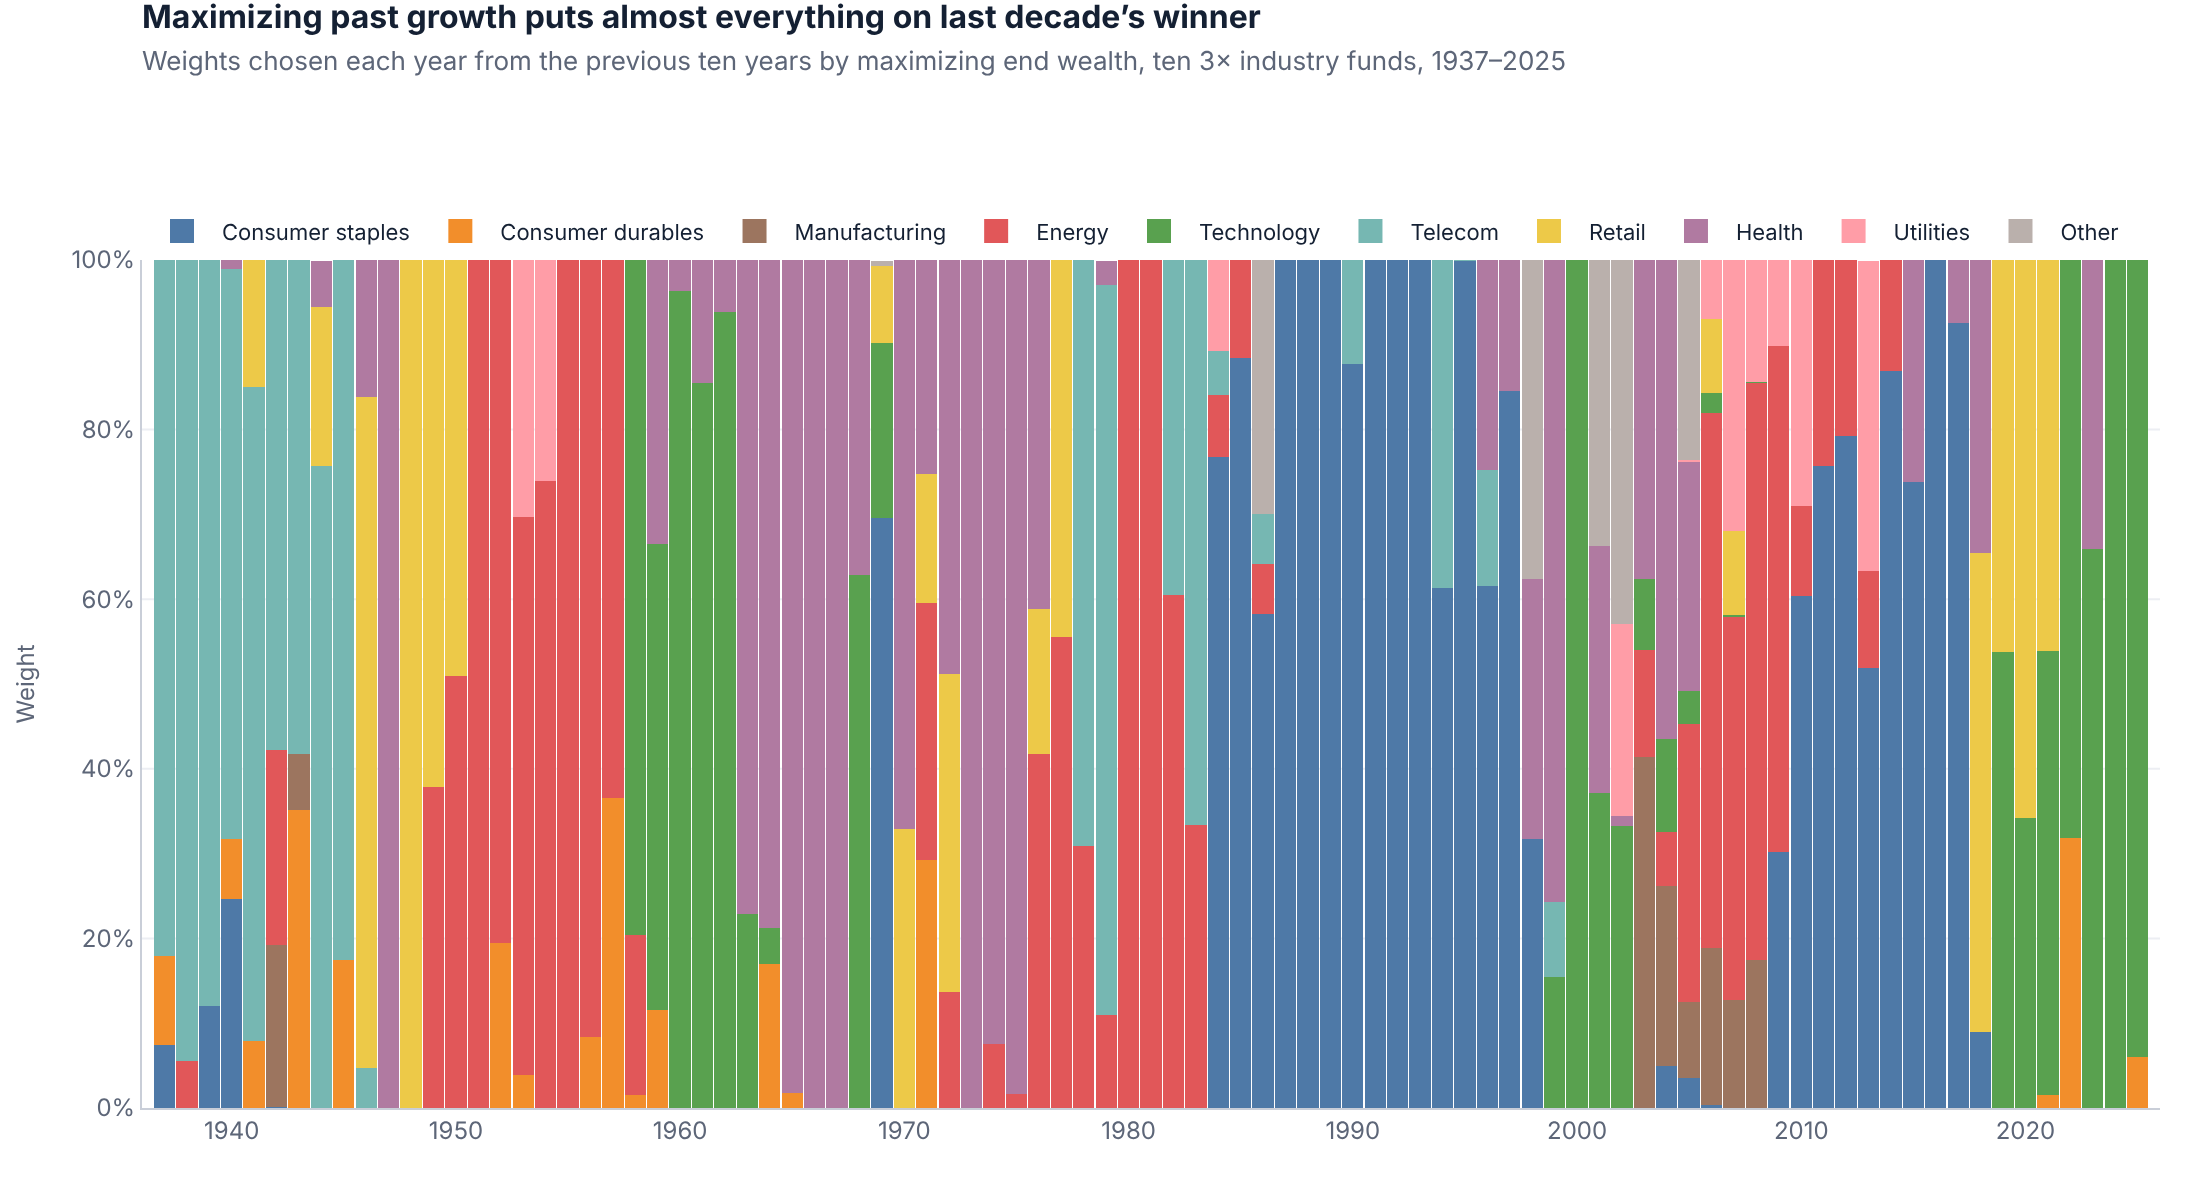 Maximizing past growth puts almost everything on last decade’s winner
Weights chosen each year from the previous ten years by maximizing end wealth, ten 3× industry funds, 1937–2025
Consumer staples Consumer durables Manufacturing Energy Technology Telecom Retail Health Utilities Other
100%
80%
60%
40%
20%
0%
Weight
1940 1950 1960 1970 1980 1990 2000 2010 2020